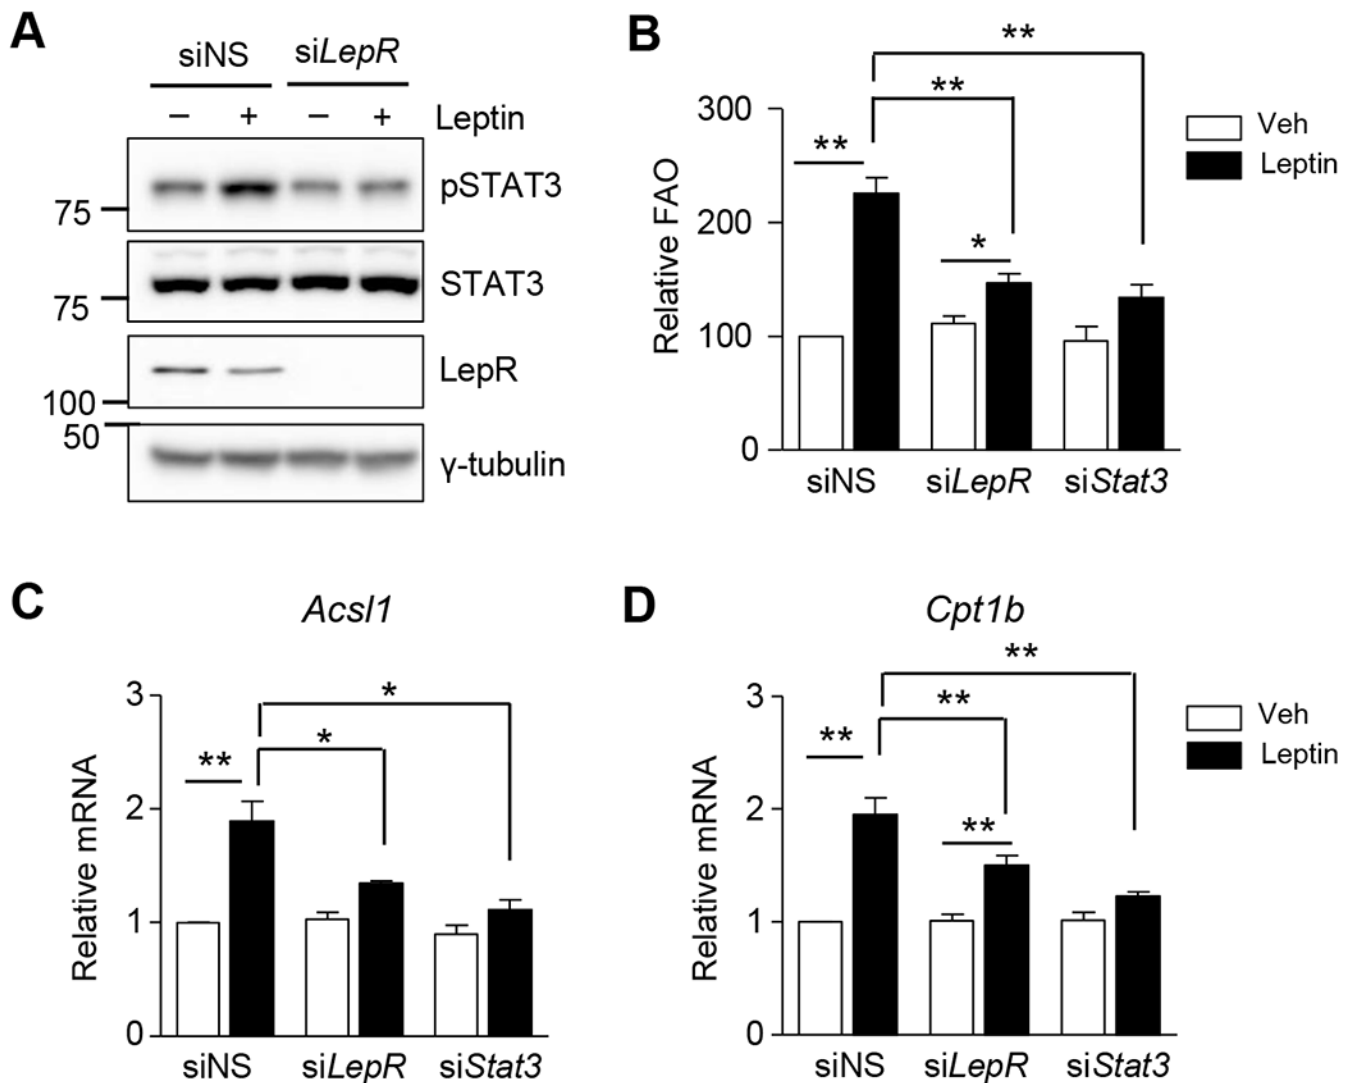 A
siNS siLepR
– + – + Leptin
pSTAT3
75
STAT3
75
LepR
100
50
γ-tubulin
B
**
**
**
*
300
200
100
0
Relative FAO
siNS siLepR siStat3
Veh
Leptin
C
Acsl1
*
*
**
3
2
1
0
Relative mRNA
siNS siLepR siStat3
D
Cpt1b
**
**
**
**
3
2
1
0
Relative mRNA
siNS siLepR siStat3
Veh
Leptin